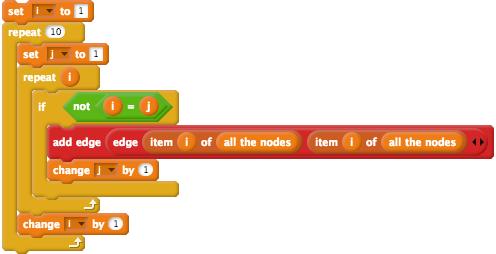 set i to 1
repeat 10
set j to 1
repeat i
if not i = j
add edge edge item i of all the nodes item i of all the nodes
change j by 1
change i by 1